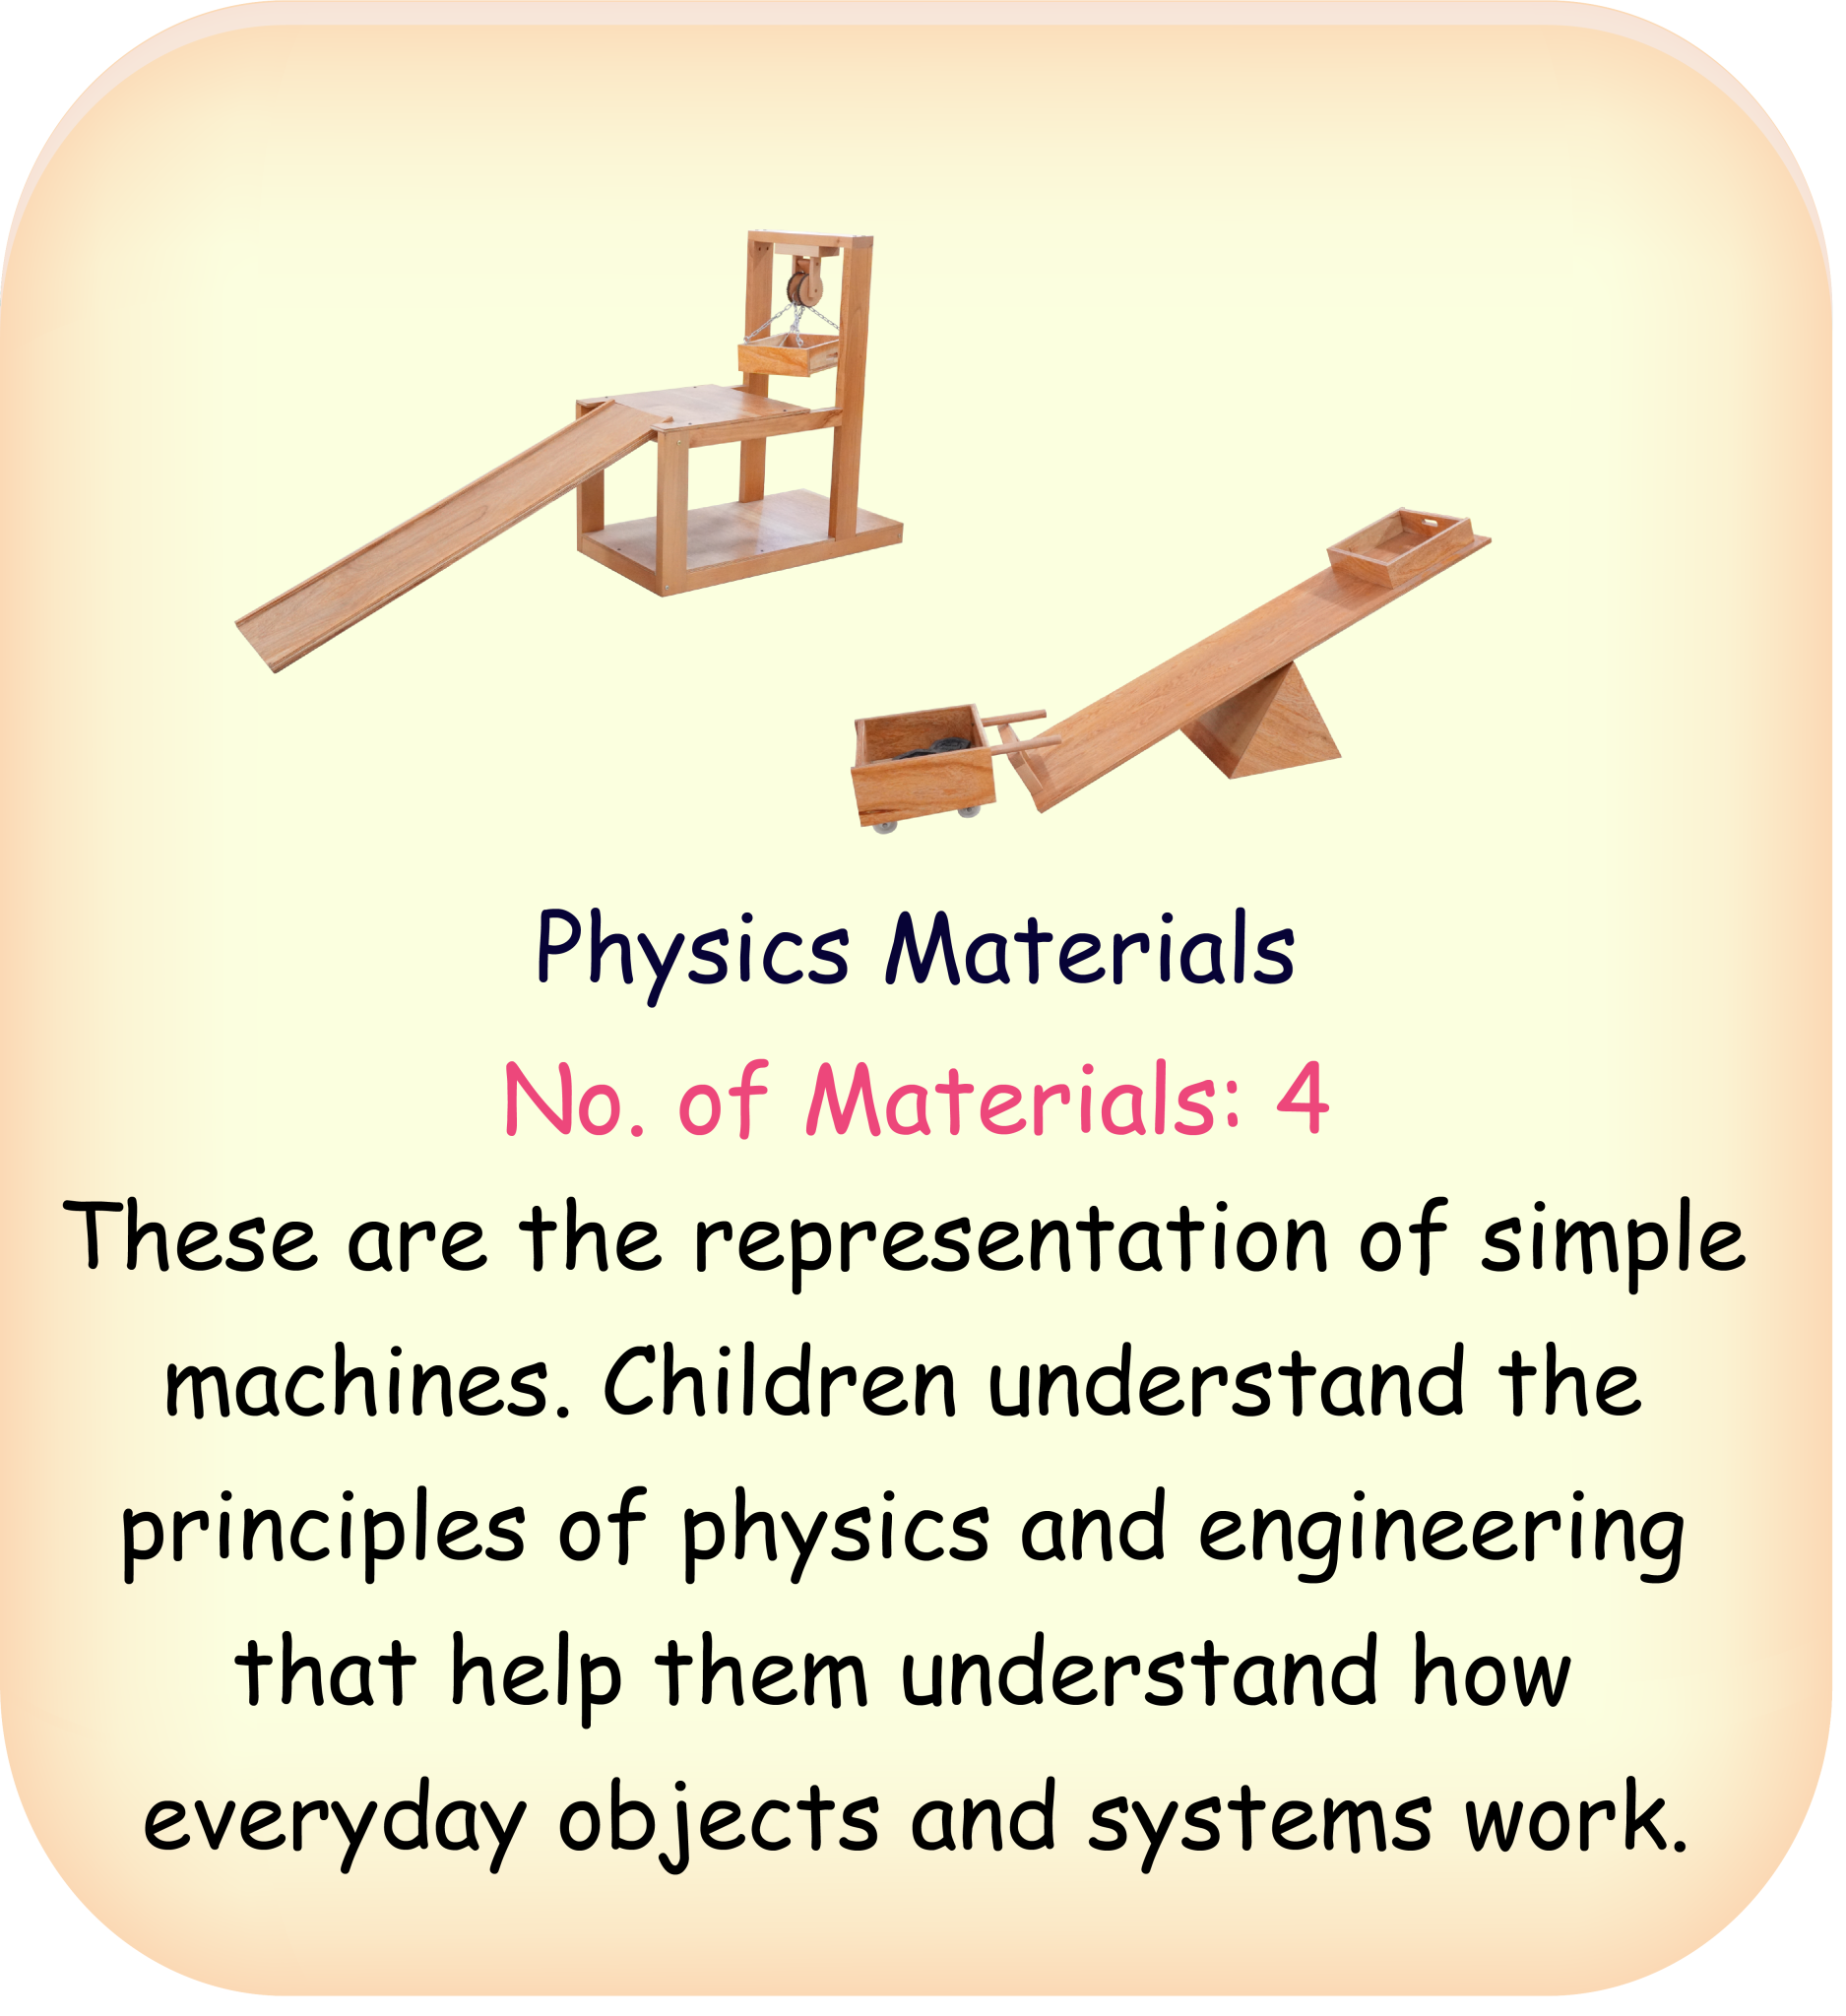 Physics Materials
No. of Materials: 4
These are the representation of simple
machines. Children understand the
principles of physics and engineering
that help them understand how
everyday objects and systems work.